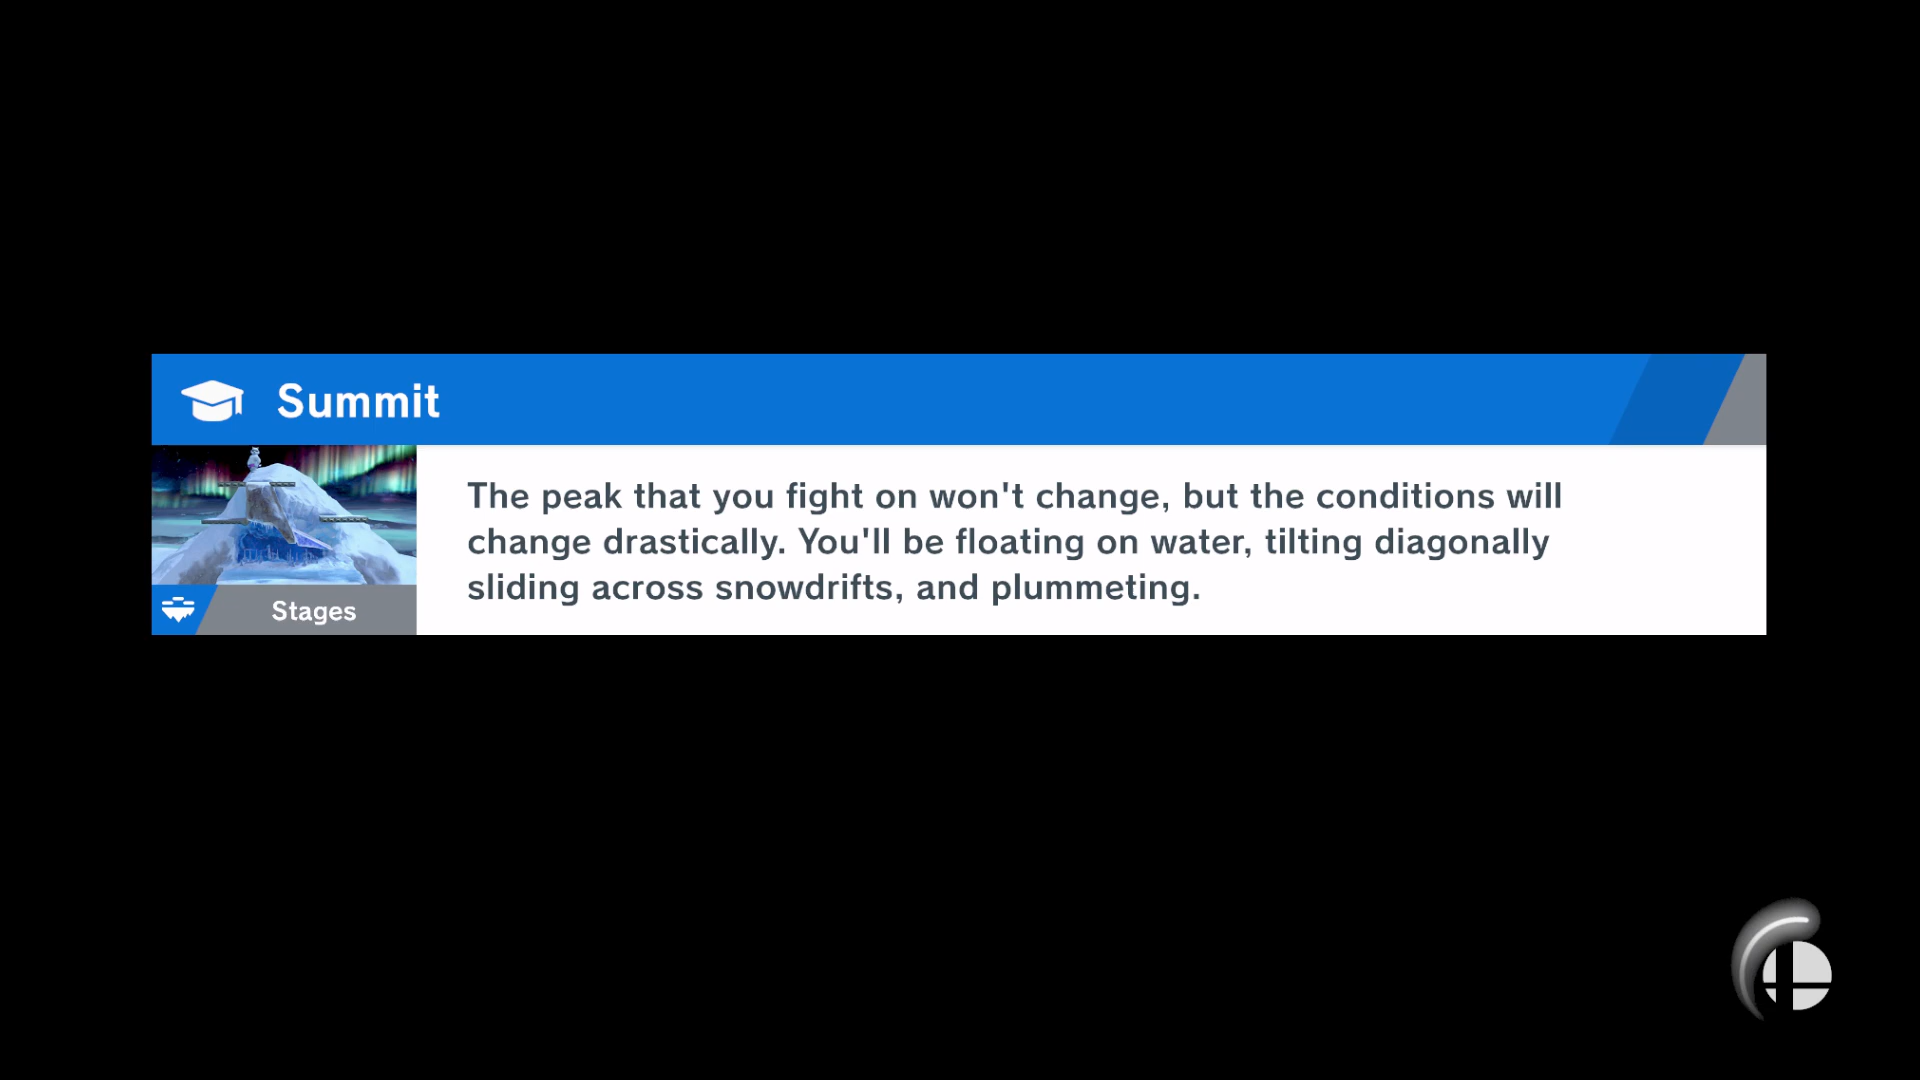 Summit
The peak that you fight on won't change, but the conditions will
change drastically. You'll be floating on water, tilting diagonally
sliding across snowdrifts, and plummeting.
Stages